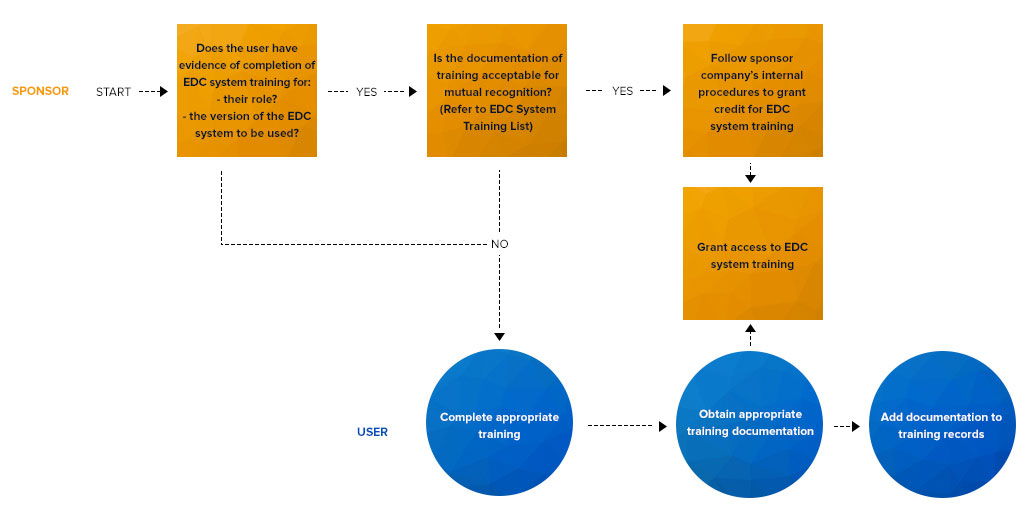 SPONSOR
START
Does the user have
evidence of completion of
EDC system training for:
- their role?
- the version of the EDC
system to be used?
YES
Is the documentation of
training acceptable for
mutual recognition?
(Refer to EDC System
Training List)
YES
Follow sponsor
company's internal
procedures to grant
credit for EDC
system training
NO
Grant access to EDC
system training
USER
Complete appropriate
training
Obtain appropriate
training documentation
Add documentation to
training records